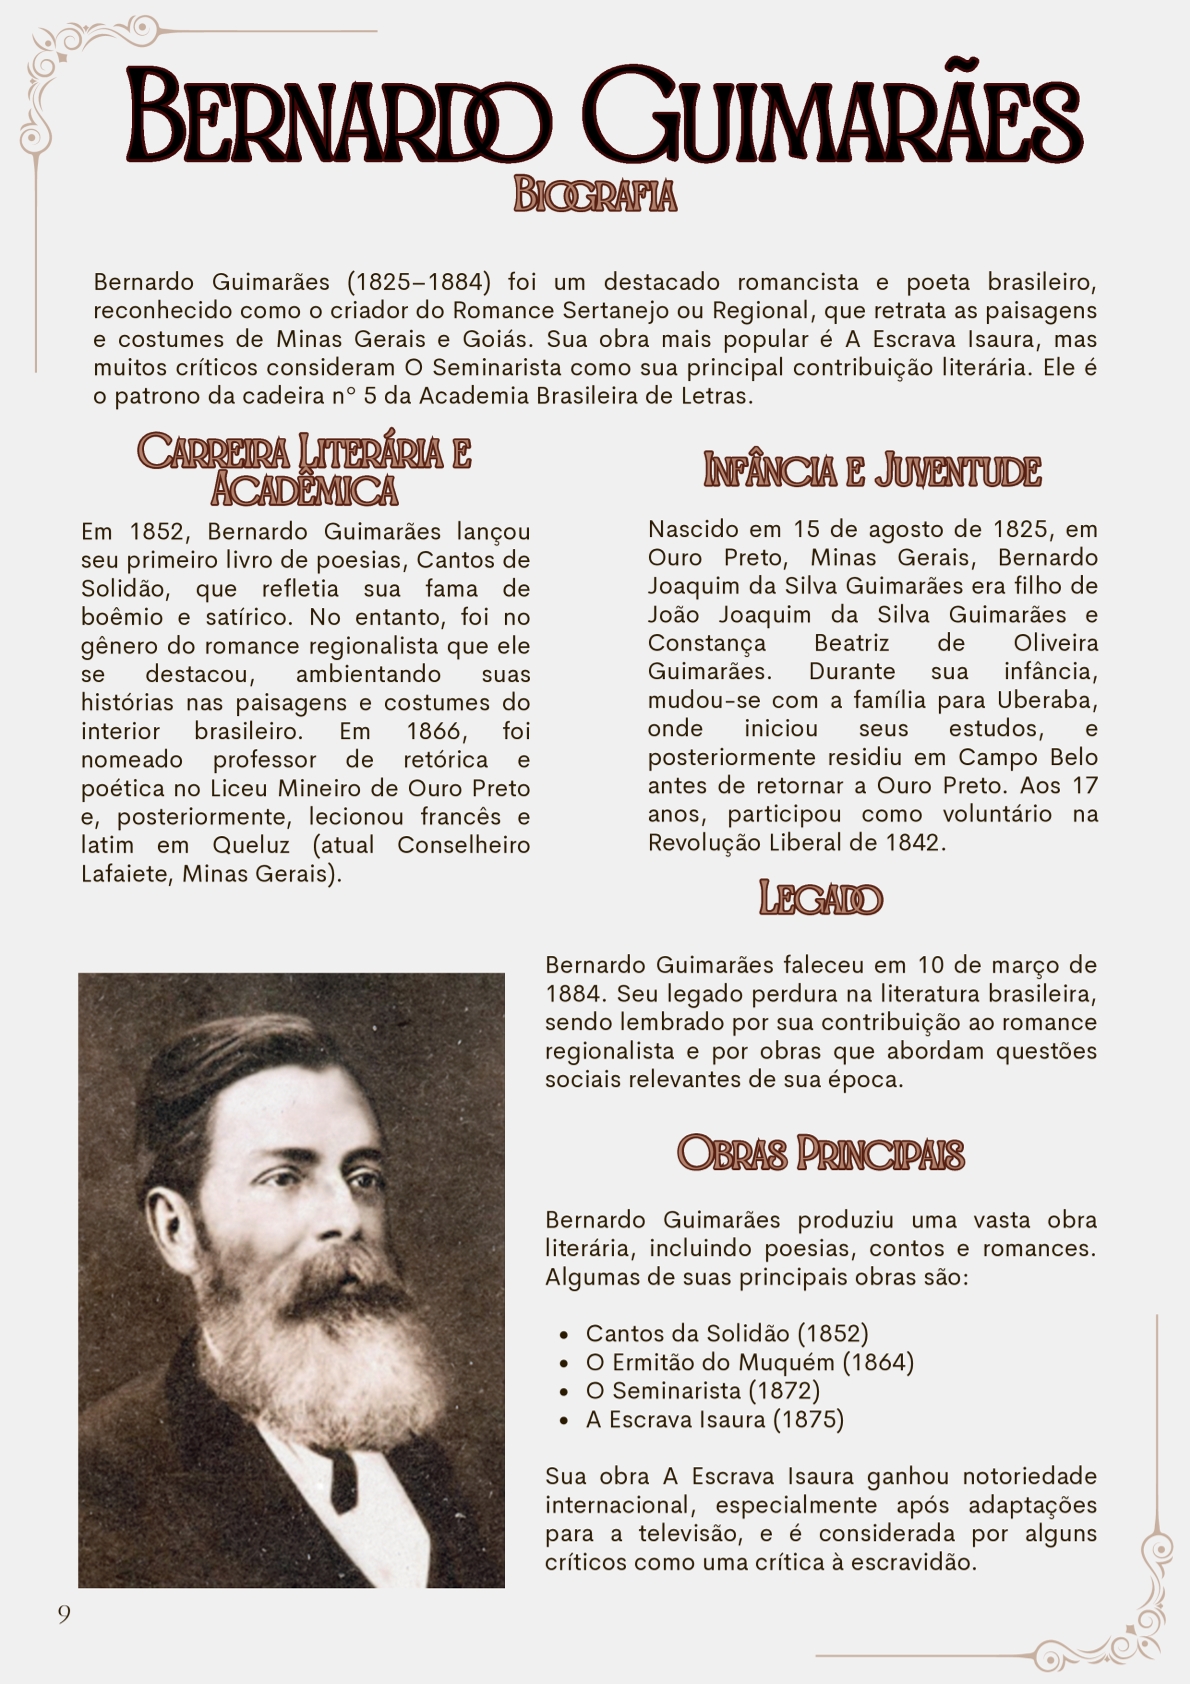 Bernardo Guimarães
Biografia
Bernardo Guimarães (1825–1884) foi um destacado romancista e poeta brasileiro,
reconhecido como o criador do Romance Sertanejo ou Regional, que retrata as paisagens
e costumes de Minas Gerais e Goiás. Sua obra mais popular é A Escrava Isaura, mas
muitos críticos consideram O Seminarista como sua principal contribuição literária. Ele é
o patrono da cadeira nº 5 da Academia Brasileira de Letras.
Carreira Literária e
Acadêmica
Em 1852, Bernardo Guimarães lançou
seu primeiro livro de poesias, Cantos de
Solidão, que refletia sua fama de
boêmio e satírico. No entanto, foi no
gênero do romance regionalista que ele
se destacou, ambientando suas
histórias nas paisagens e costumes do
interior brasileiro. Em 1866, foi
nomeado professor de retórica e
poética no Liceu Mineiro de Ouro Preto
e, posteriormente, lecionou francês e
latim em Queluz (atual Conselheiro
Lafaiete, Minas Gerais).
Infância e Juventude
Nascido em 15 de agosto de 1825, em
Ouro Preto, Minas Gerais, Bernardo
Joaquim da Silva Guimarães era filho de
João Joaquim da Silva Guimarães e
Constança Beatriz de Oliveira
Guimarães. Durante sua infância,
mudou-se com a família para Uberaba,
onde iniciou seus estudos, e
posteriormente residiu em Campo Belo
antes de retornar a Ouro Preto. Aos 17
anos, participou como voluntário na
Revolução Liberal de 1842.
Legado
Bernardo Guimarães faleceu em 10 de março de
1884. Seu legado perdura na literatura brasileira,
sendo lembrado por sua contribuição ao romance
regionalista e por obras que abordam questões
sociais relevantes de sua época.
Obras Principais
Bernardo Guimarães produziu uma vasta obra
literária, incluindo poesias, contos e romances.
Algumas de suas principais obras são:
• Cantos da Solidão (1852)
• O Ermitão do Muquém (1864)
• O Seminarista (1872)
• A Escrava Isaura (1875)
Sua obra A Escrava Isaura ganhou notoriedade
internacional, especialmente após adaptações
para a televisão, e é considerada por alguns
críticos como uma crítica à escravidão.
9